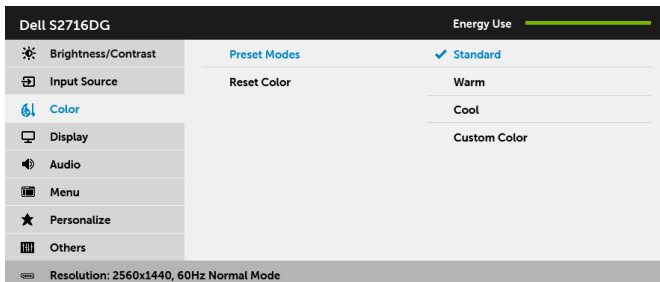 Dell S2716DG
Energy Use
Brightness/Contrast
Preset Modes
Standard
Input Source
Reset Color
Warm
Color
Cool
Display
Custom Color
Audio
Menu
Personalize
Others
Resolution: 2560x1440, 60Hz Normal Mode